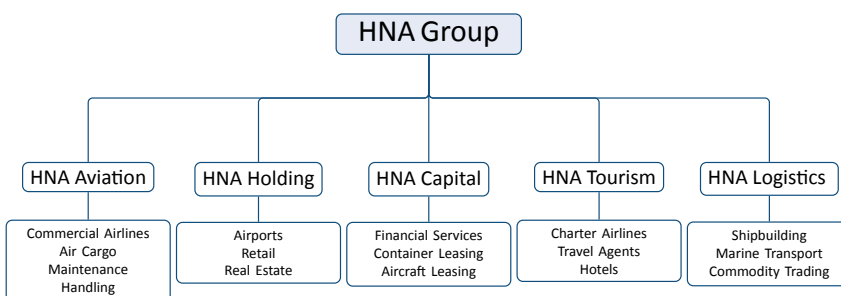 HNA Group
HNA Aviation
Commercial Airlines
Air Cargo
Maintenance
Handling
HNA Holding
Airports
Retail
Real Estate
HNA Capital
Financial Services
Container Leasing
Aircraft Leasing
HNA Tourism
Charter Airlines
Travel Agents
Hotels
HNA Logistics
Shipbuilding
Marine Transport
Commodity Trading